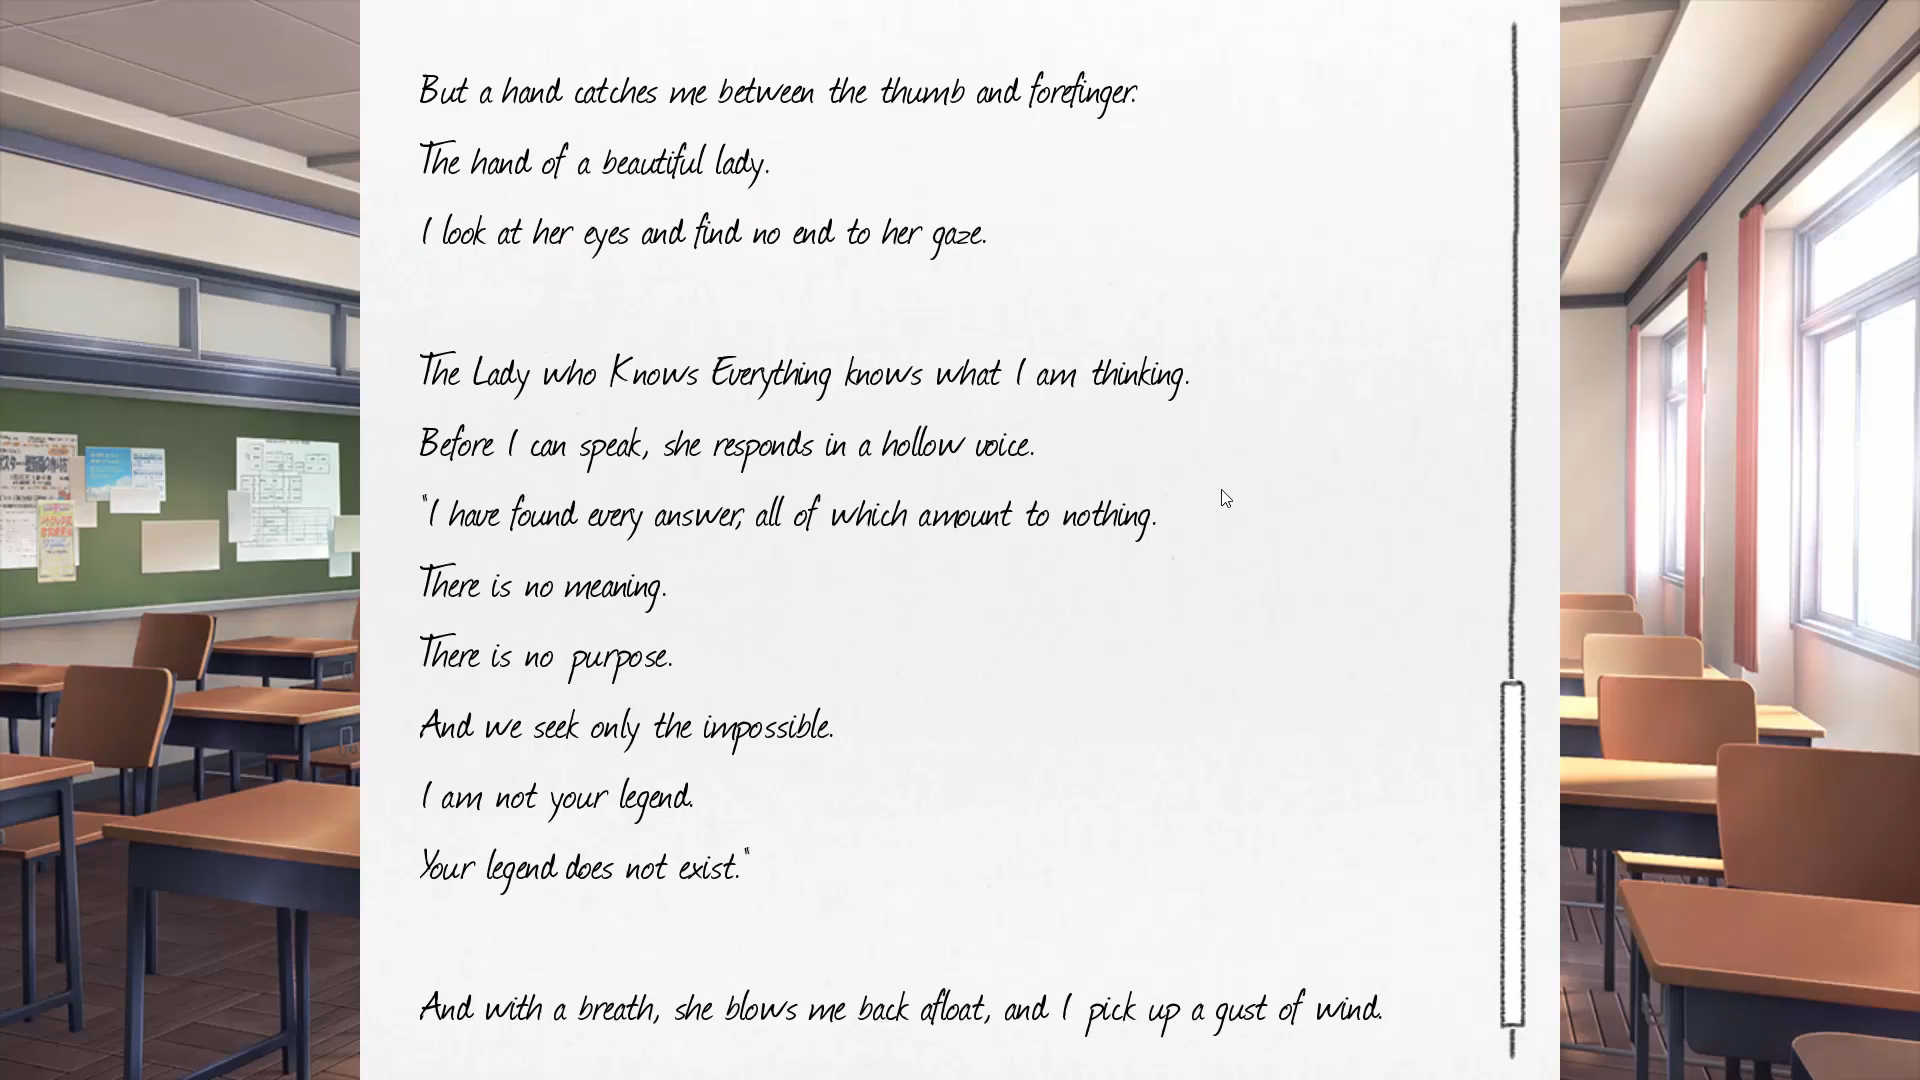 But a hand catches me between the thumb and forefinger.
The hand of a beautiful lady.
I look at her eyes and find no end to her gaze.
The Lady who Knows Everything knows what I am thinking.
Before I can speak, she responds in a hollow voice.
"I have found every answer, all of which amount to nothing.
There is no meaning.
There is no purpose.
And we seek only the impossible.
I am not your legend.
Your legend does not exist."
And with a breath, she blows me back afloat, and I pick up a gust of wind.